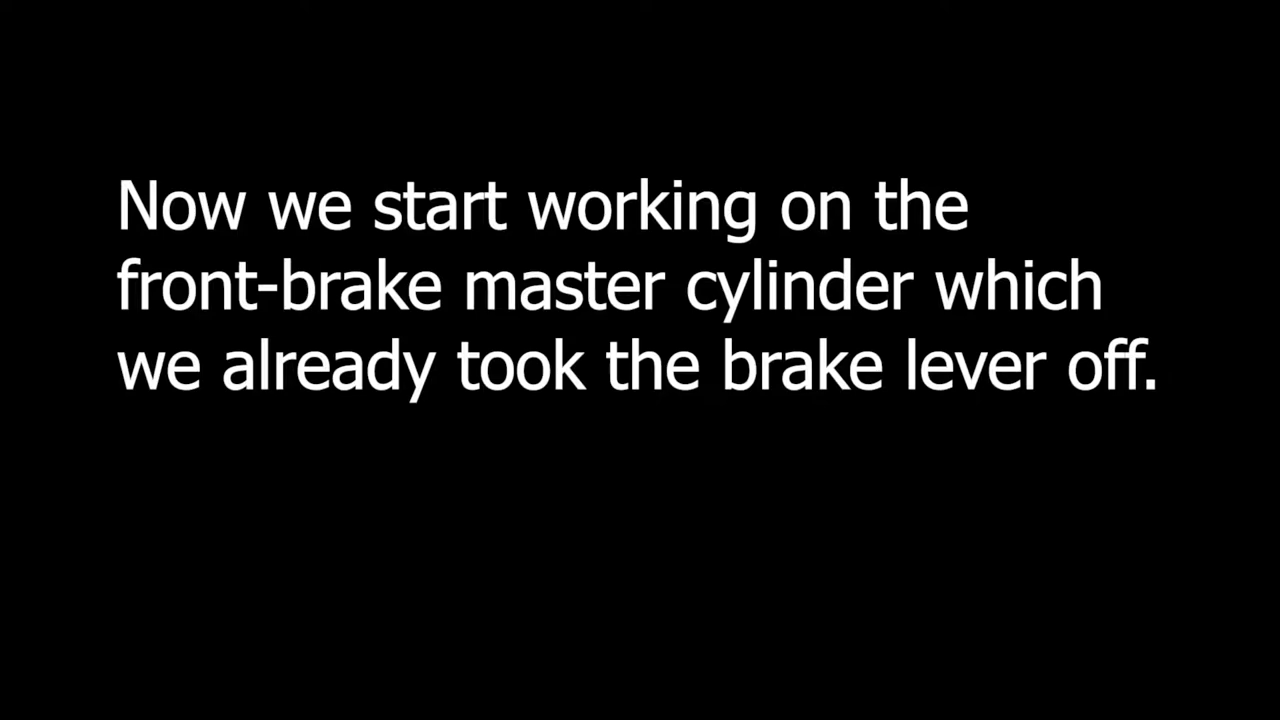 Now we start working on the
front-brake master cylinder which
we already took the brake lever off.